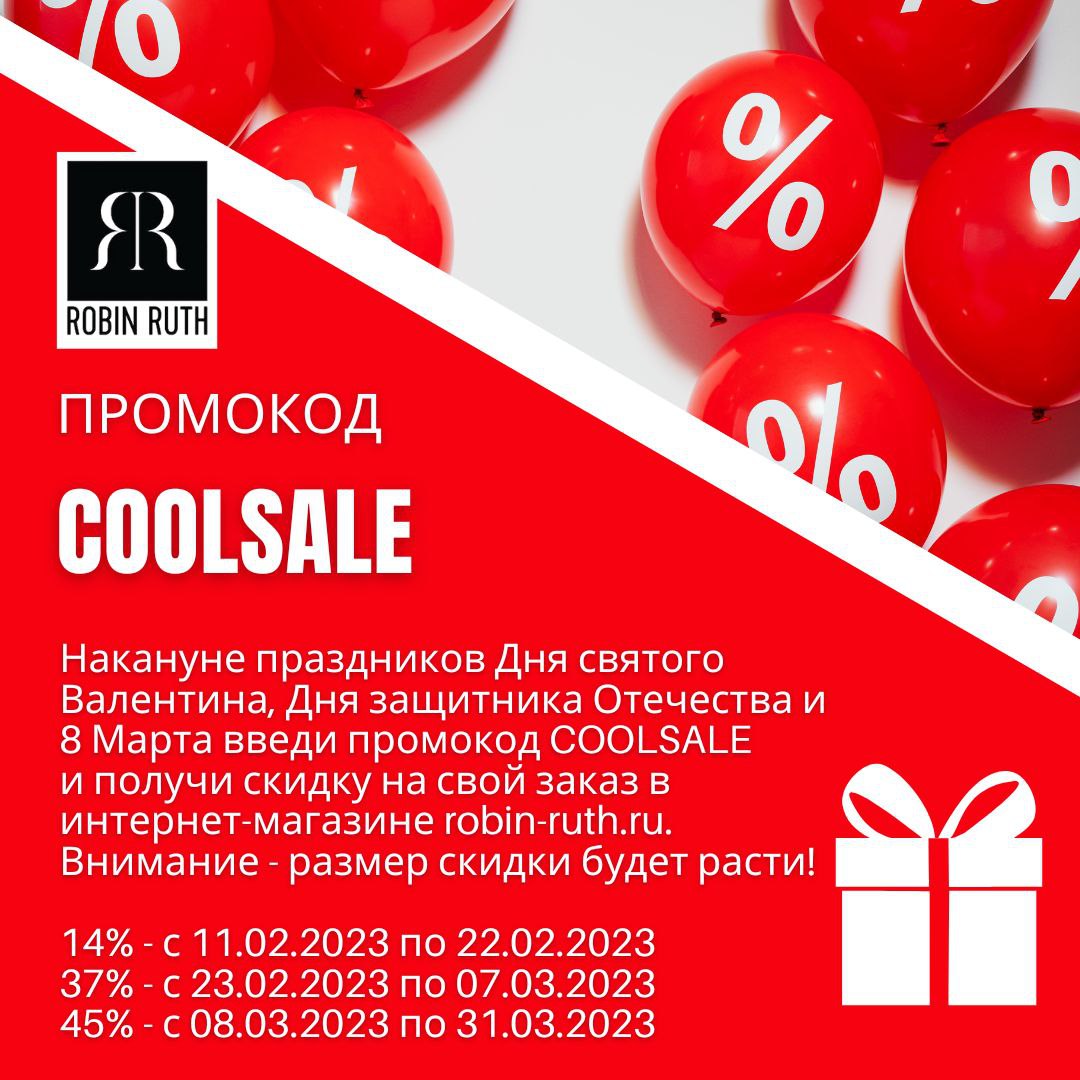 %
%
%
%
%
%
%
ROBIN RUTH
ПРОМОКОД
COOLSALE
Накануне праздников Дня святого
Валентина, Дня защитника Отечества и
8 Марта введи промокод COOLSALE
и получи скидку на свой заказ в
интернет-магазине robin-ruth.ru.
Внимание - размер скидки будет расти!
14% - с 11.02.2023 по 22.02.2023
37% - с 23.02.2023 по 07.03.2023
45% - с 08.03.2023 по 31.03.2023